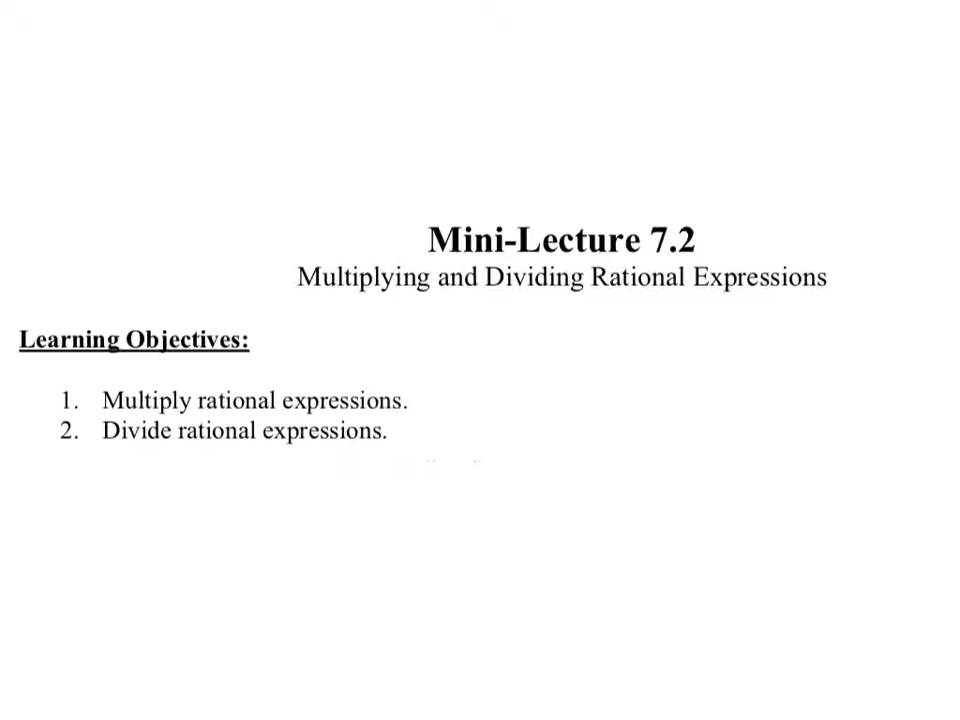 Mini-Lecture 7.2
Multiplying and Dividing Rational Expressions
Learning Objectives:
1. Multiply rational expressions.
2. Divide rational expressions.